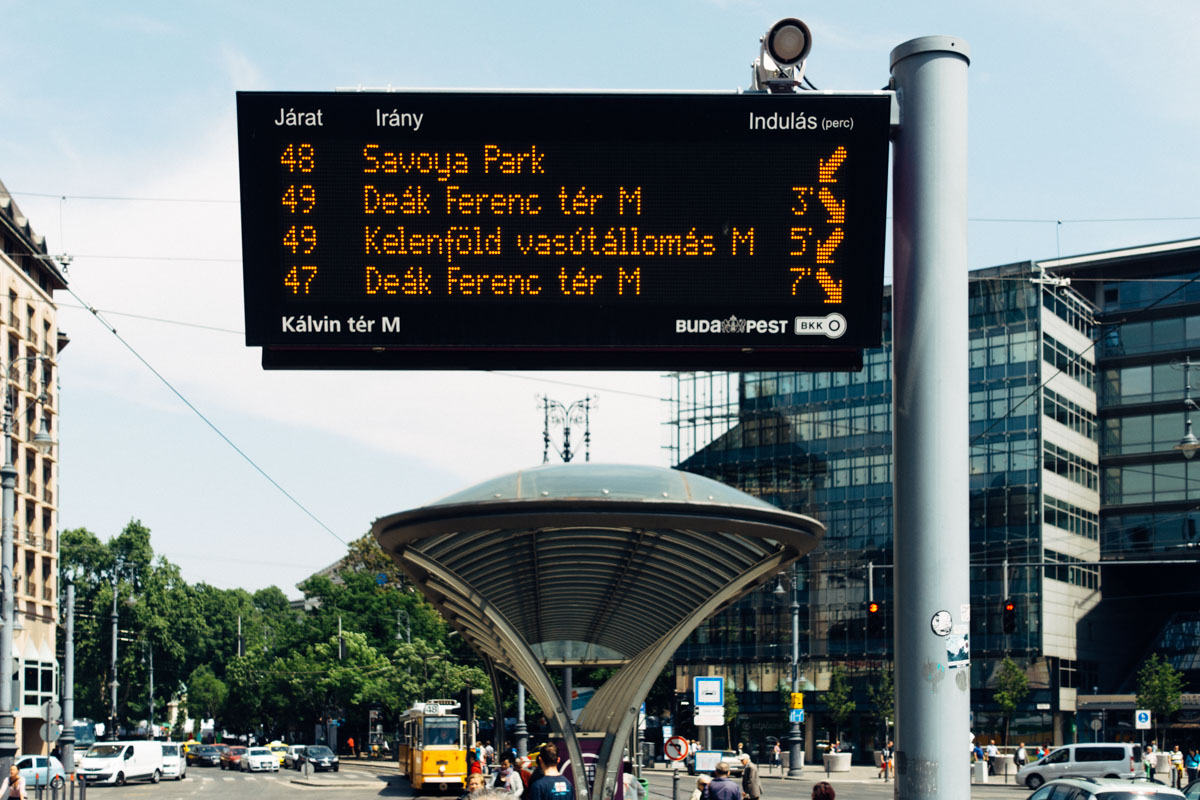 Járat Irány Indulás (perc)
48 Savoya Park
49 Deák Ferenc tér M 3'
49 Kelenföld vasútállomás M 5'
47 Deák Ferenc tér M 7'
Kálvin tér M BUDAPEST BKK
48